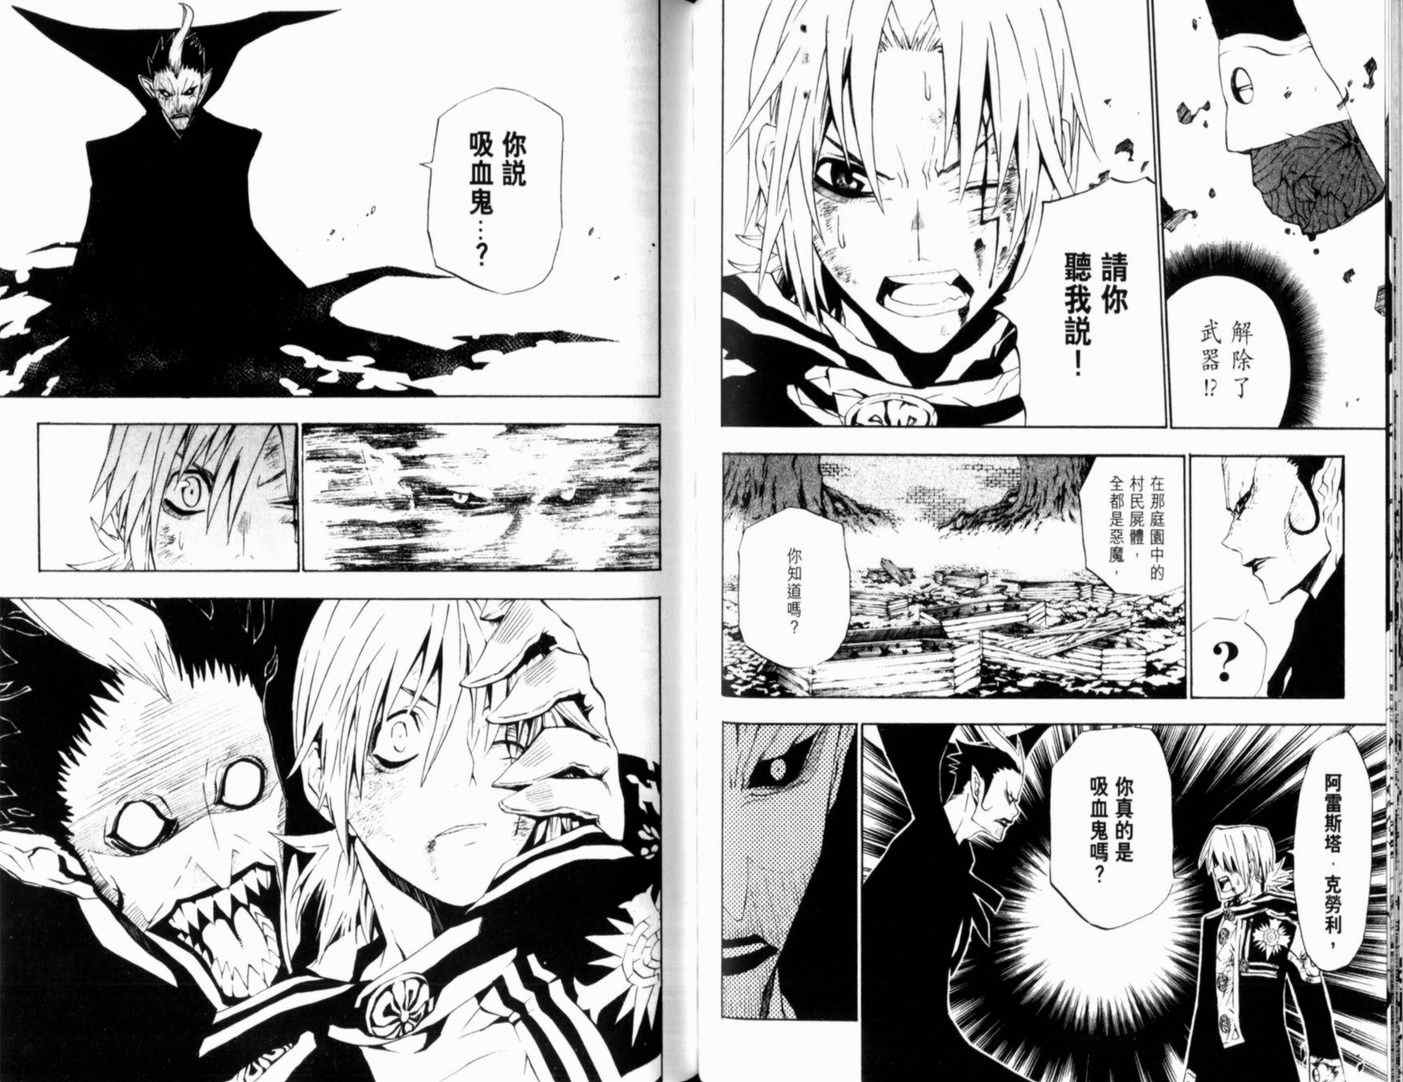 解除了
武器!?
請你
聽我說！
？
在那庭園中的
村民屍體，
全都是惡魔，
你知道嗎？
阿雷斯塔．克勞利，
你真的是
吸血鬼嗎？
你說
吸血鬼…？